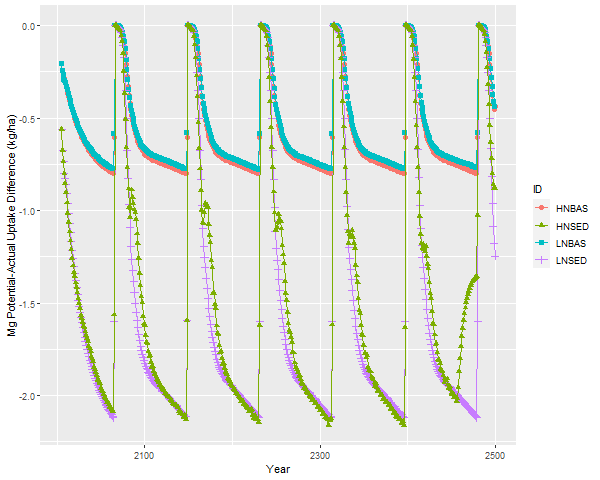 Mg Potential-Actual Uptake Difference (kg/ha)
0.0
-0.5
-1.0
-1.5
-2.0
2100
2300
2500
Year
ID
HNBAS
HNSED
LNBAS
LNSED